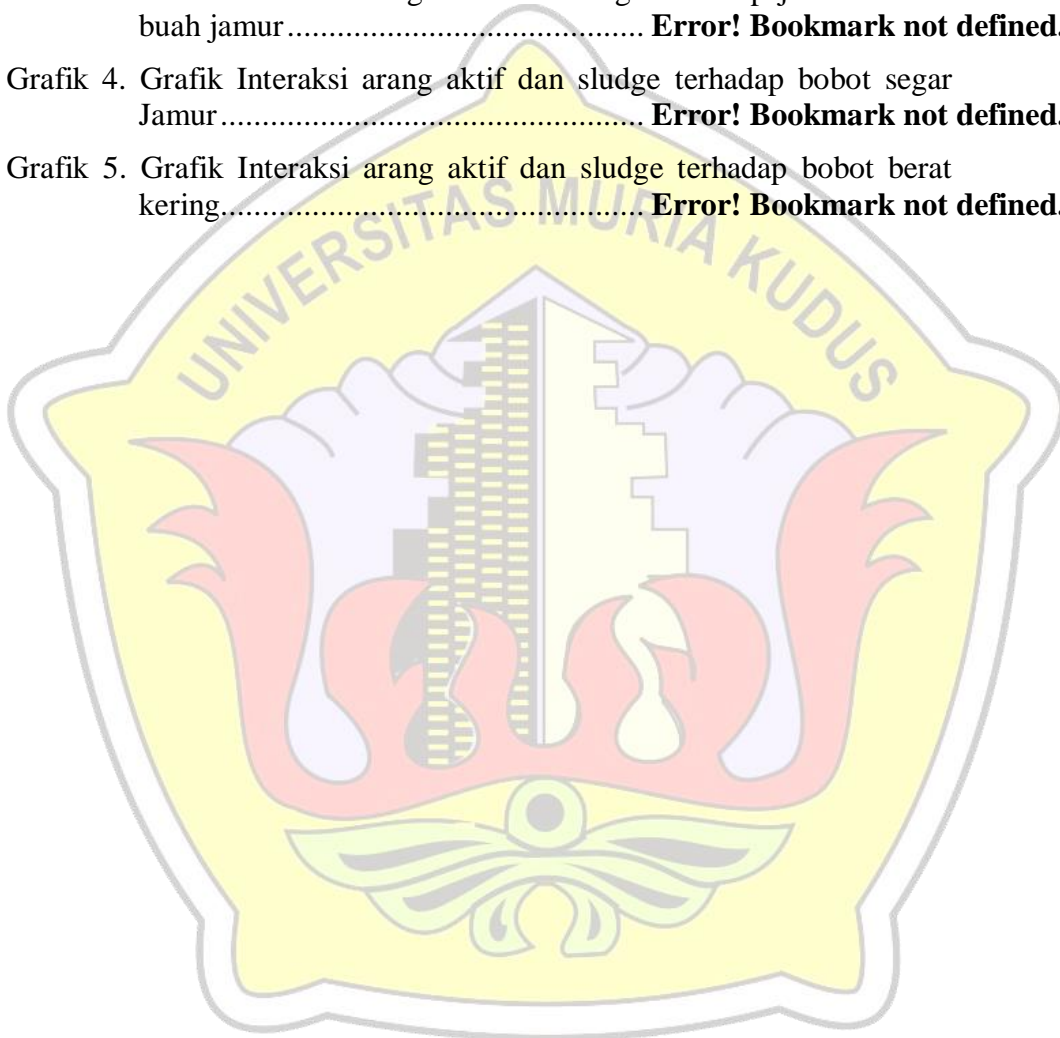 buah jamur ........................................... Error! Bookmark not defined.
Grafik 4. Grafik Interaksi arang aktif dan sludge terhadap bobot segar
Jamur ................................................... Error! Bookmark not defined.
Grafik 5. Grafik Interaksi arang aktif dan sludge terhadap bobot berat
kering................................................... Error! Bookmark not defined.
UNIVERSITAS MURIA KUDUS